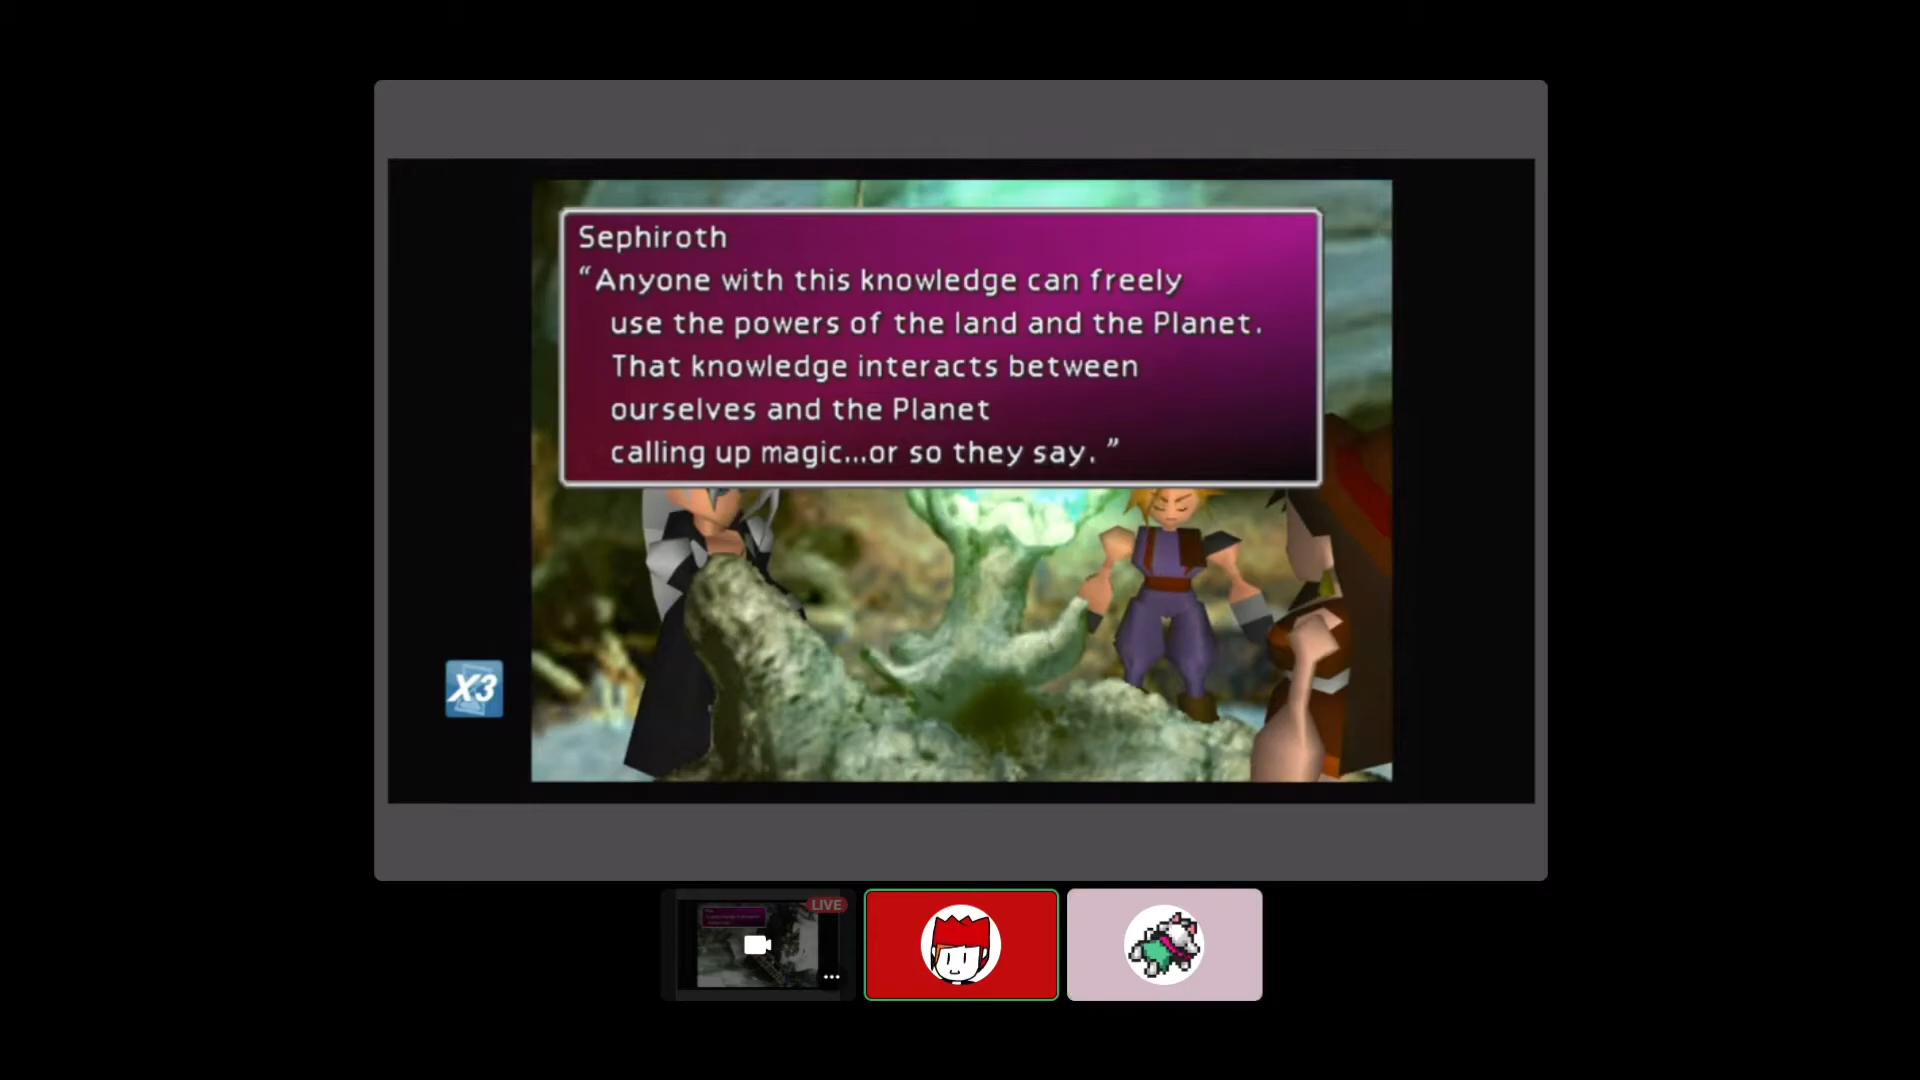 Sephiroth
“Anyone with this knowledge can freely
use the powers of the land and the Planet.
That knowledge interacts between
ourselves and the Planet
calling up magic...or so they say. ”
X3
LIVE